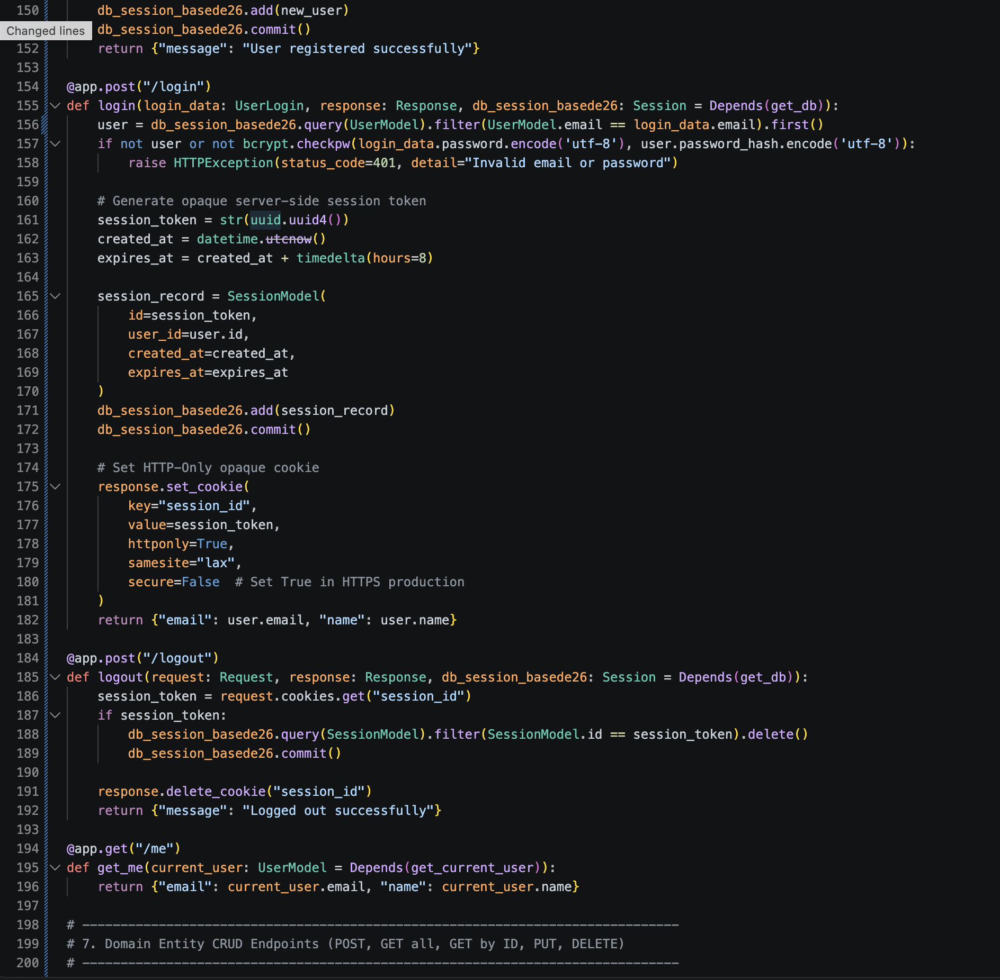 150 db_session_basede26.add(new_user)
Changed lines db_session_basede26.commit()
152 return {"message": "User registered successfully"}
153
154 @app.post("/login")
155 def login(login_data: UserLogin, response: Response, db_session_basede26: Session = Depends(get_db)):
156 user = db_session_basede26.query(UserModel).filter(UserModel.email == login_data.email).first()
157 if not user or not bcrypt.checkpw(login_data.password.encode('utf-8'), user.password_hash.encode('utf-8')):
158 raise HTTPException(status_code=401, detail="Invalid email or password")
159
160 # Generate opaque server-side session token
161 session_token = str(uuid.uuid4())
162 created_at = datetime.utcnow()
163 expires_at = created_at + timedelta(hours=8)
164
165 session_record = SessionModel(
166 id=session_token,
167 user_id=user.id,
168 created_at=created_at,
169 expires_at=expires_at
170 )
171 db_session_basede26.add(session_record)
172 db_session_basede26.commit()
173
174 # Set HTTP-Only opaque cookie
175 response.set_cookie(
176 key="session_id",
177 value=session_token,
178 httponly=True,
179 samesite="lax",
180 secure=False  # Set True in HTTPS production
181 )
182 return {"email": user.email, "name": user.name}
183
184 @app.post("/logout")
185 def logout(request: Request, response: Response, db_session_basede26: Session = Depends(get_db)):
186 session_token = request.cookies.get("session_id")
187 if session_token:
188 db_session_basede26.query(SessionModel).filter(SessionModel.id == session_token).delete()
189 db_session_basede26.commit()
190
191 response.delete_cookie("session_id")
192 return {"message": "Logged out successfully"}
193
194 @app.get("/me")
195 def get_me(current_user: UserModel = Depends(get_current_user)):
196 return {"email": current_user.email, "name": current_user.name}
197
198 # ------------------------------------------------------------------------------
199 # 7. Domain Entity CRUD Endpoints (POST, GET all, GET by ID, PUT, DELETE)
200 # ------------------------------------------------------------------------------